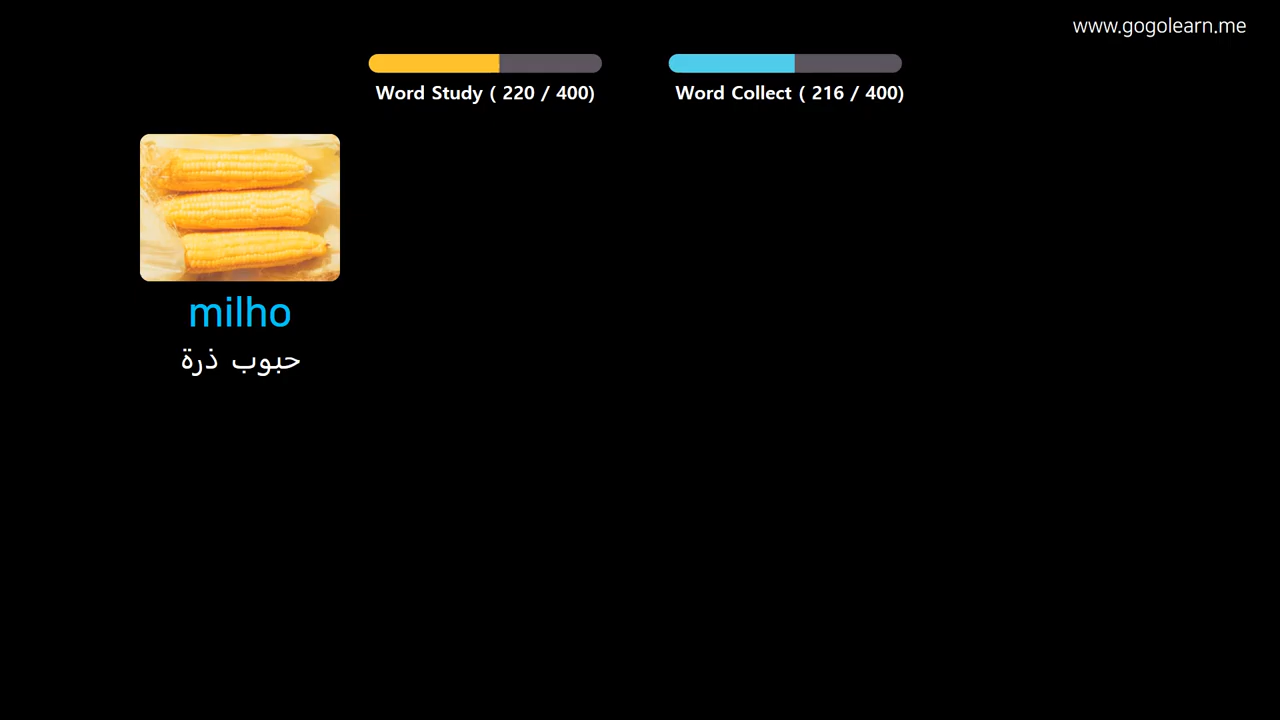 www.gogolearn.me
Word Study ( 220 / 400)
Word Collect ( 216 / 400)
milho
حبوب ذرة